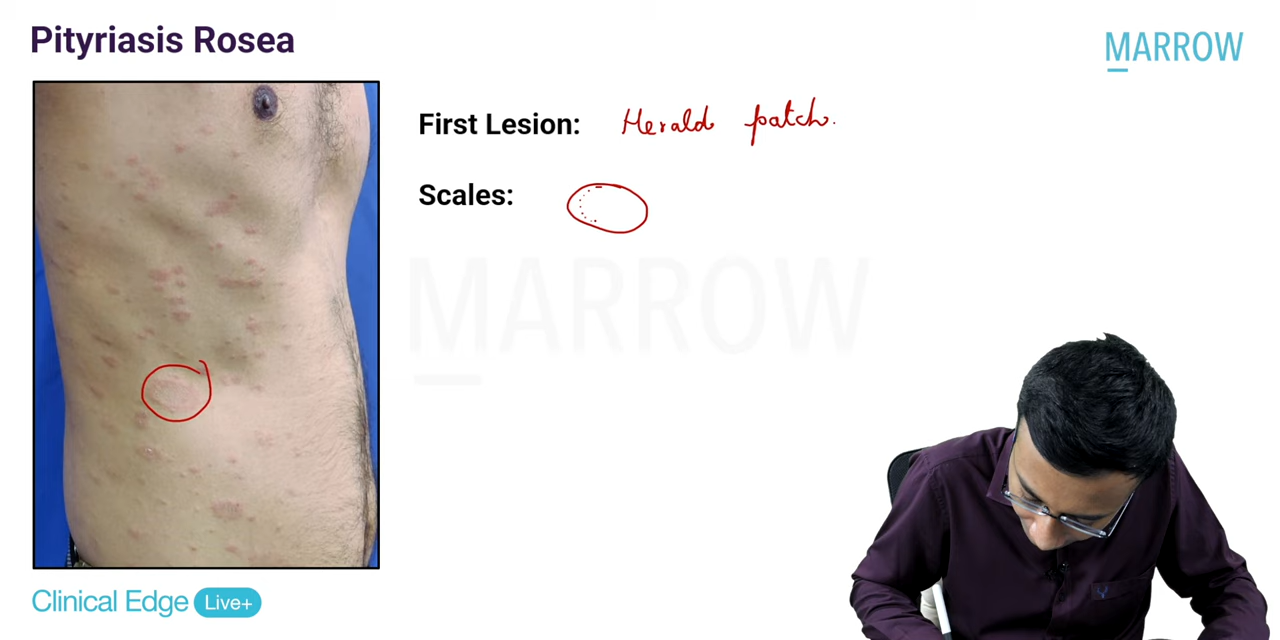 Pityriasis Rosea
MARROW
First Lesion: Herald patch.
Scales:
MARROW
Clinical Edge Live+